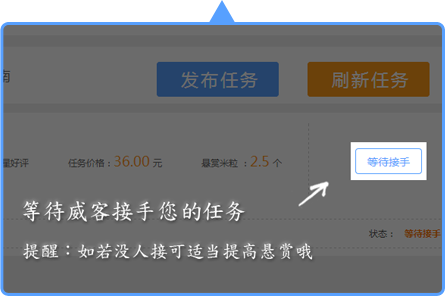 南
发布任务
刷新任务
量好评
任务价格：36.00 元
悬赏米粒：2.5 个
等待接手
等待威客接手您的任务
提醒：如若没人接可适当提高悬赏哦
状态： 等待接手